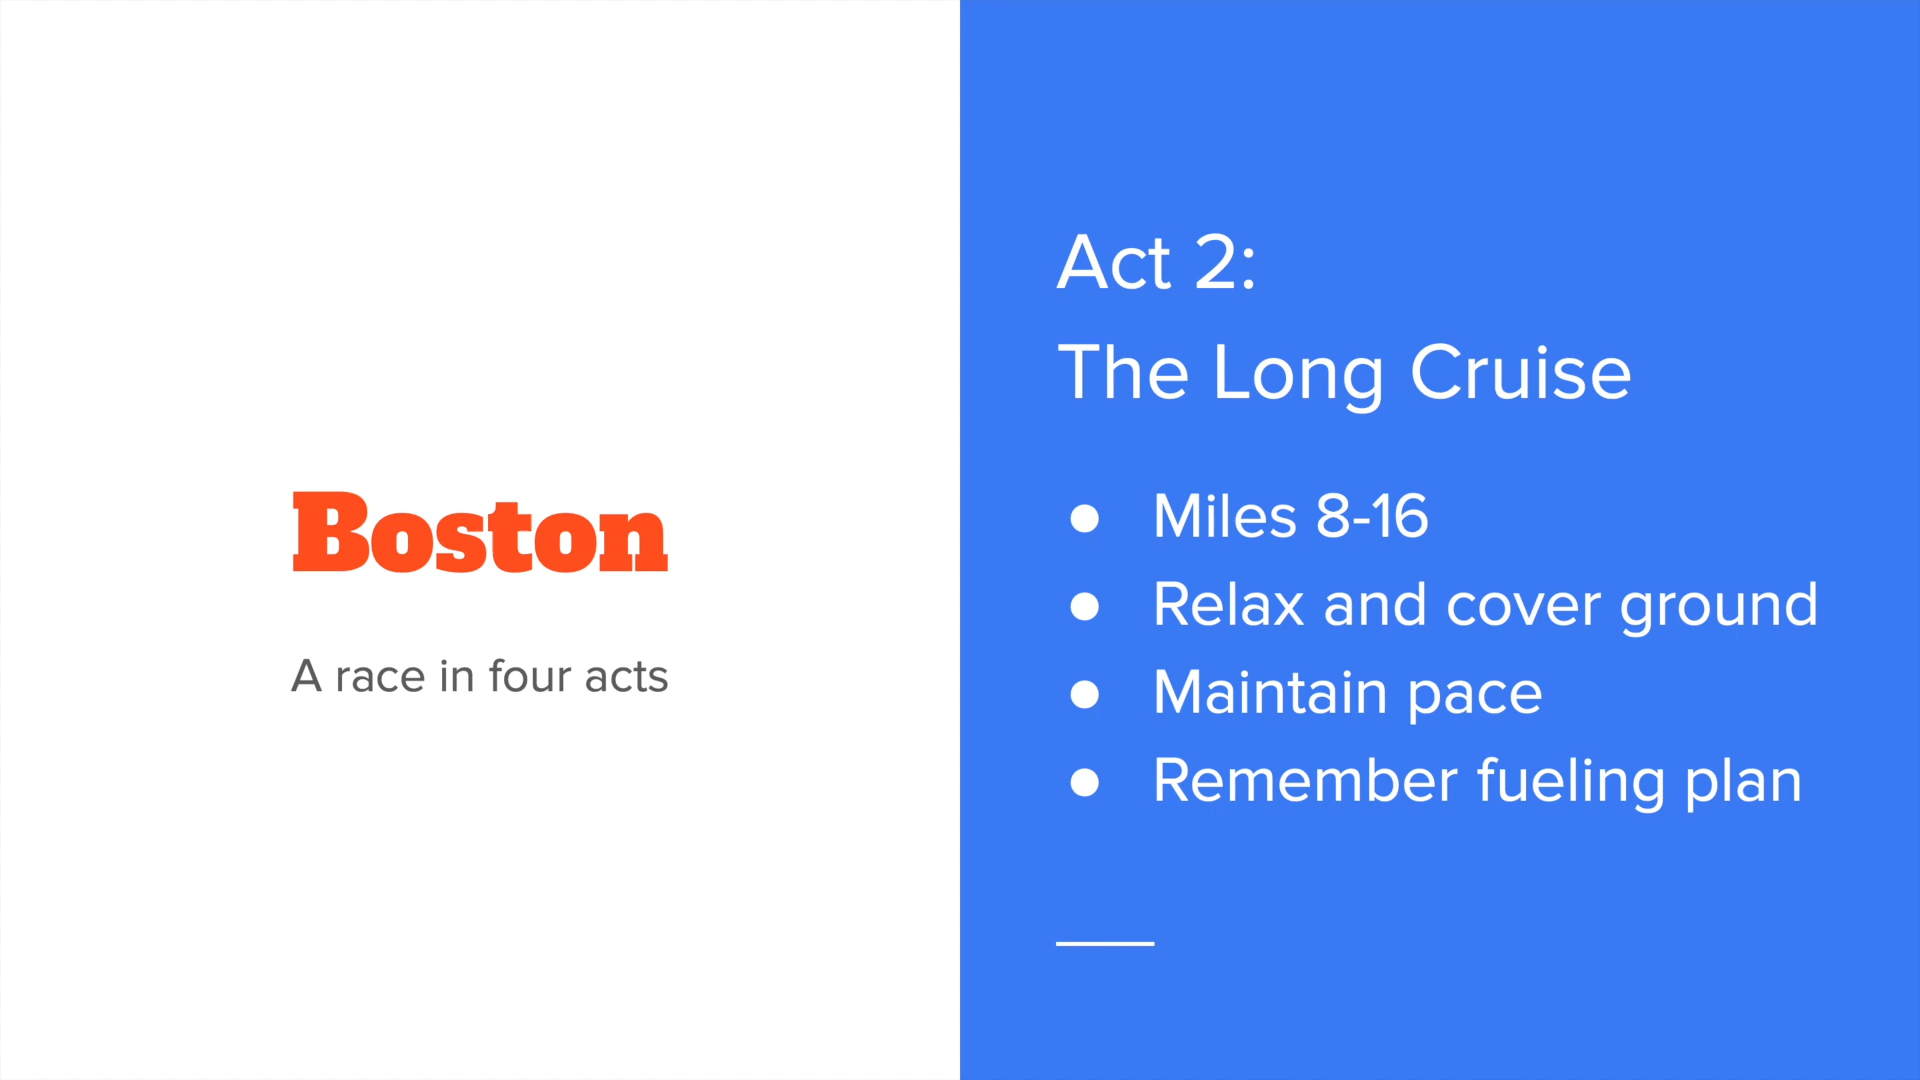 Boston
A race in four acts
Act 2:
The Long Cruise
● Miles 8-16
● Relax and cover ground
● Maintain pace
● Remember fueling plan